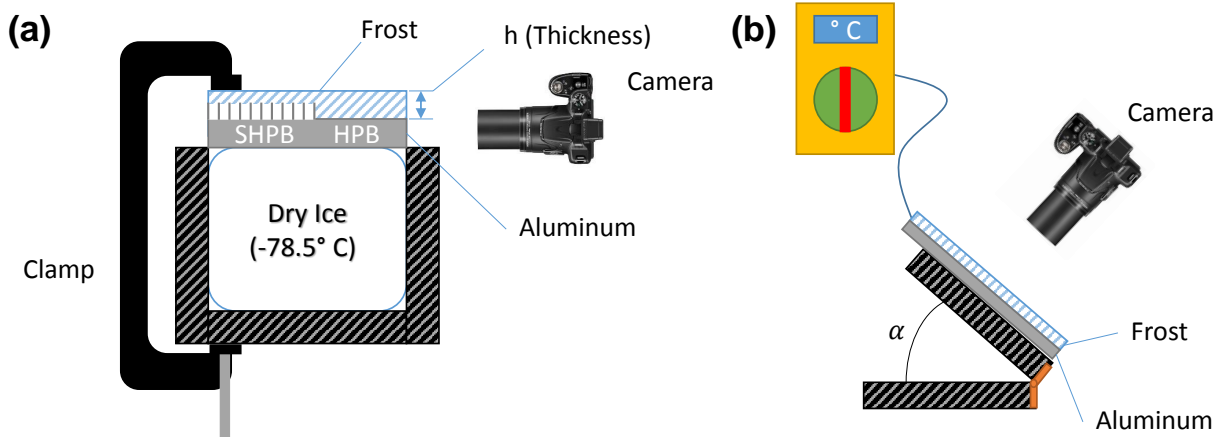 (a)
Frost
h (Thickness)
Camera
SHPB
HPB
Dry Ice
(-78.5° C)
Aluminum
Clamp
(b)
° C
Camera
α
Frost
Aluminum